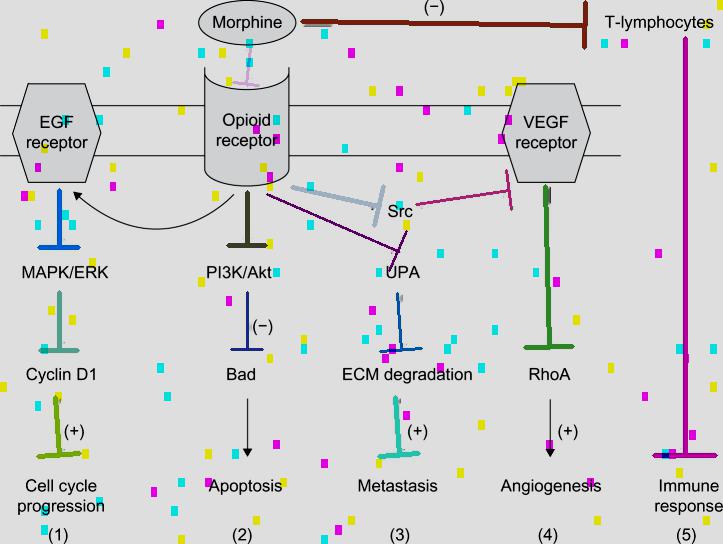 (−)
Morphine
T-lymphocytes
EGF
receptor
Opioid
receptor
VEGF
receptor
Src
MAPK/ERK
PI3K/Akt
UPA
(−)
Cyclin D1
Bad
ECM degradation
RhoA
(+)
(+)
(+)
Cell cycle
progression
Apoptosis
Metastasis
Angiogenesis
Immune
response
(1)
(2)
(3)
(4)
(5)